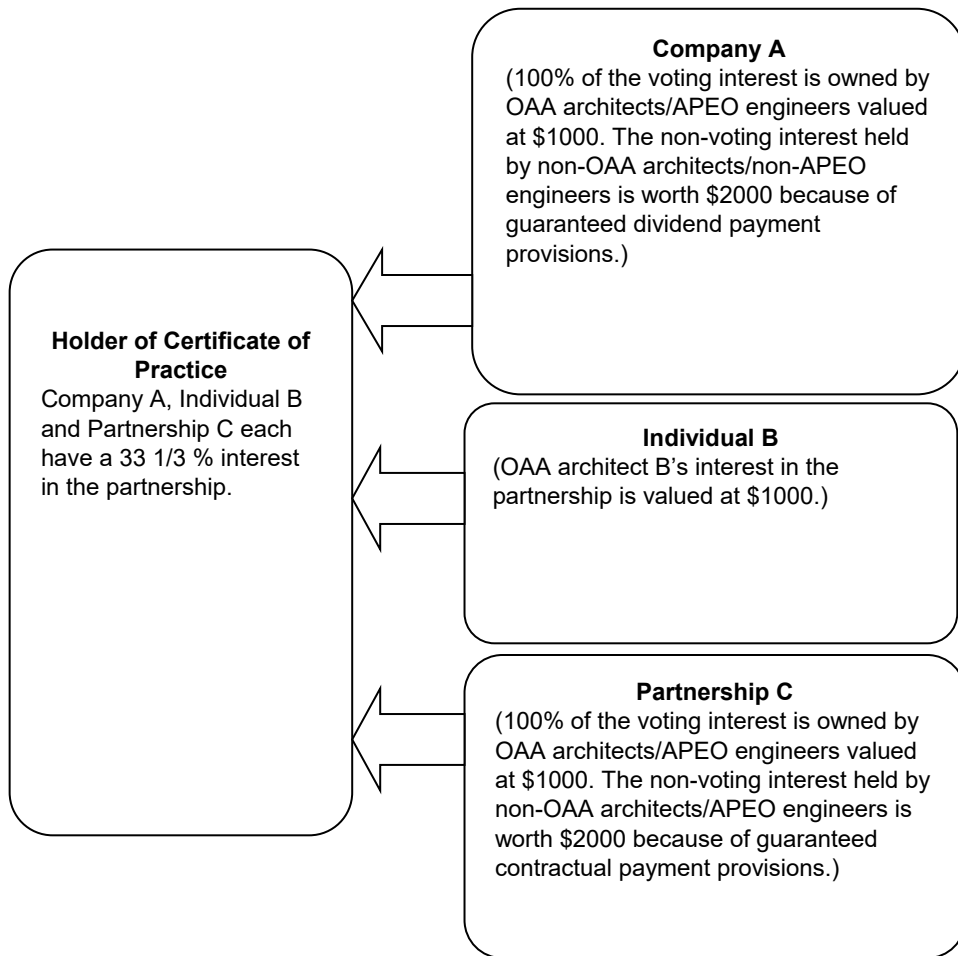 Company A
(100% of the voting interest is owned by
OAA architects/APEO engineers valued
at $1000. The non-voting interest held
by non-OAA architects/non-APEO
engineers is worth $2000 because of
guaranteed dividend payment
provisions.)
Holder of Certificate of
Practice
Company A, Individual B
and Partnership C each
have a 33 1/3 % interest
in the partnership.
Individual B
(OAA architect B's interest in the
partnership is valued at $1000.)
Partnership C
(100% of the voting interest is owned by
OAA architects/APEO engineers valued
at $1000. The non-voting interest held by
non-OAA architects/APEO engineers is
worth $2000 because of guaranteed
contractual payment provisions.)